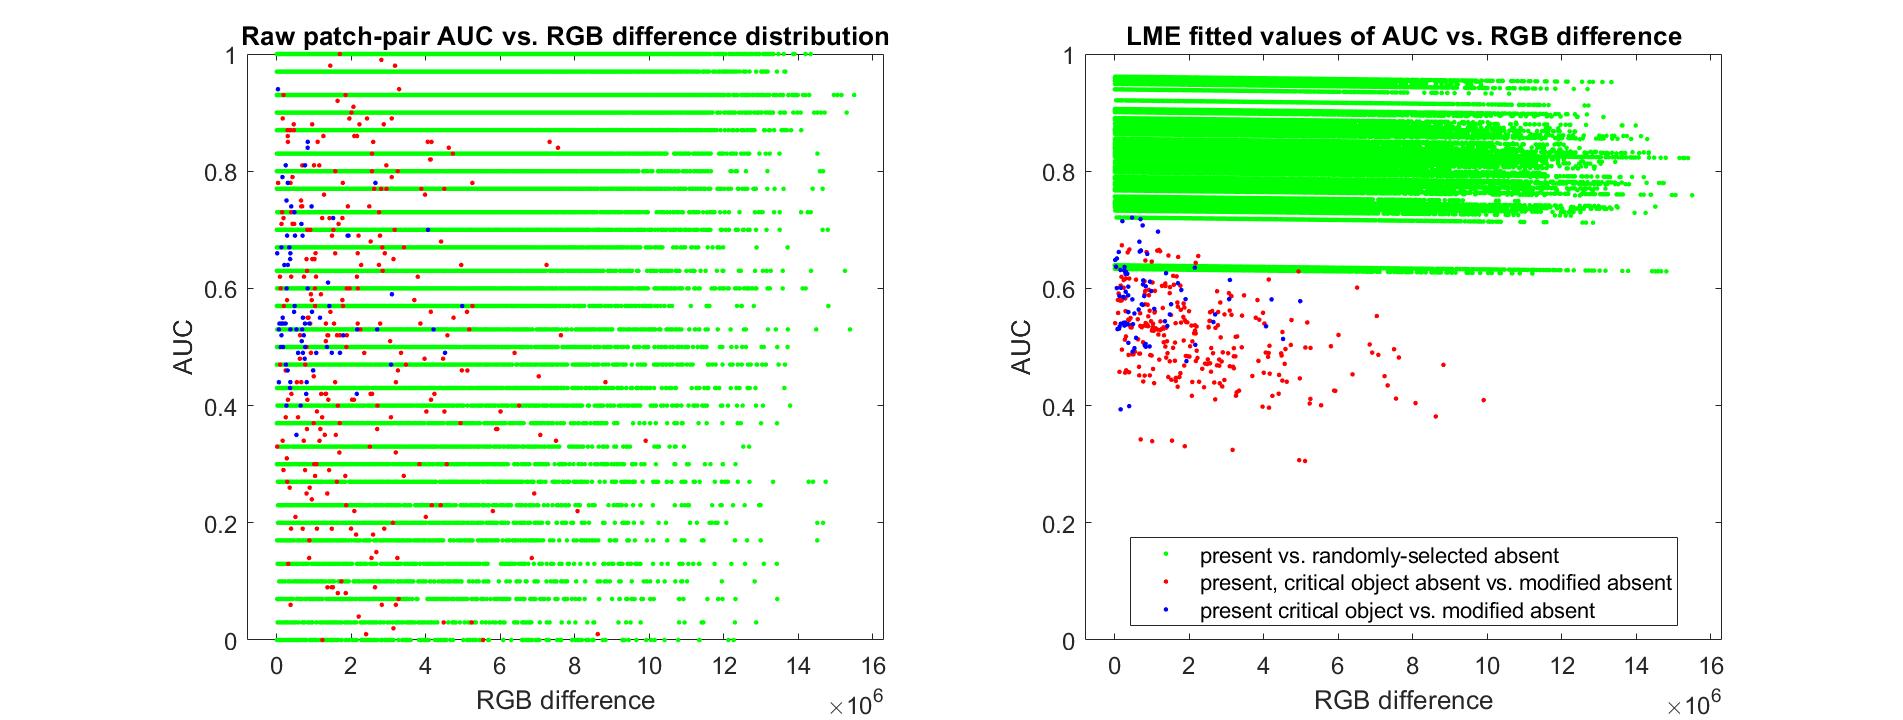 Raw patch-pair AUC vs. RGB difference distribution
1
0.8
0.6
0.4
0.2
0
AUC
0 2 4 6 8 10 12 14 16
RGB difference
×10^6
LME fitted values of AUC vs. RGB difference
1
0.8
0.6
0.4
0.2
0
AUC
present vs. randomly-selected absent
present, critical object absent vs. modified absent
present critical object vs. modified absent
0 2 4 6 8 10 12 14 16
RGB difference
×10^6